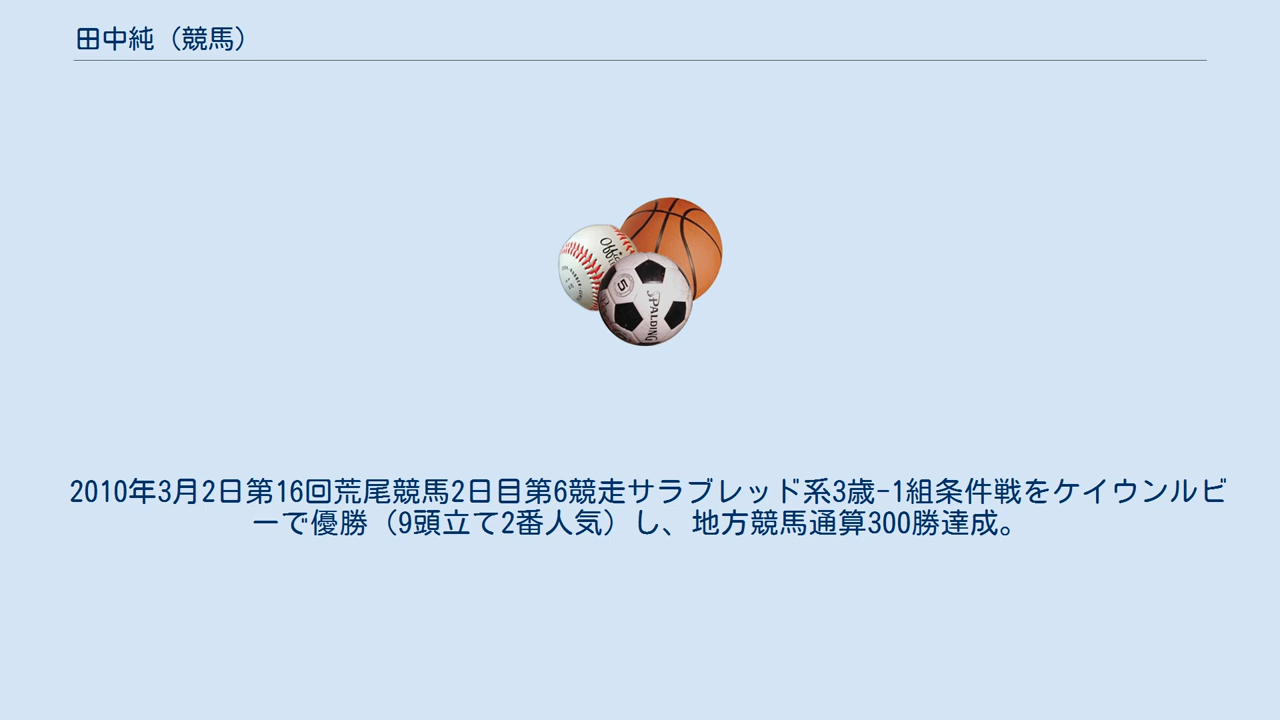 田中純（競馬）
Offic
5
SPALDING
2010年3月2日第16回荒尾競馬2日目第6競走サラブレッド系3歳-1組条件戦をケイウンルビ
ーで優勝（9頭立て2番人気）し、地方競馬通算300勝達成。